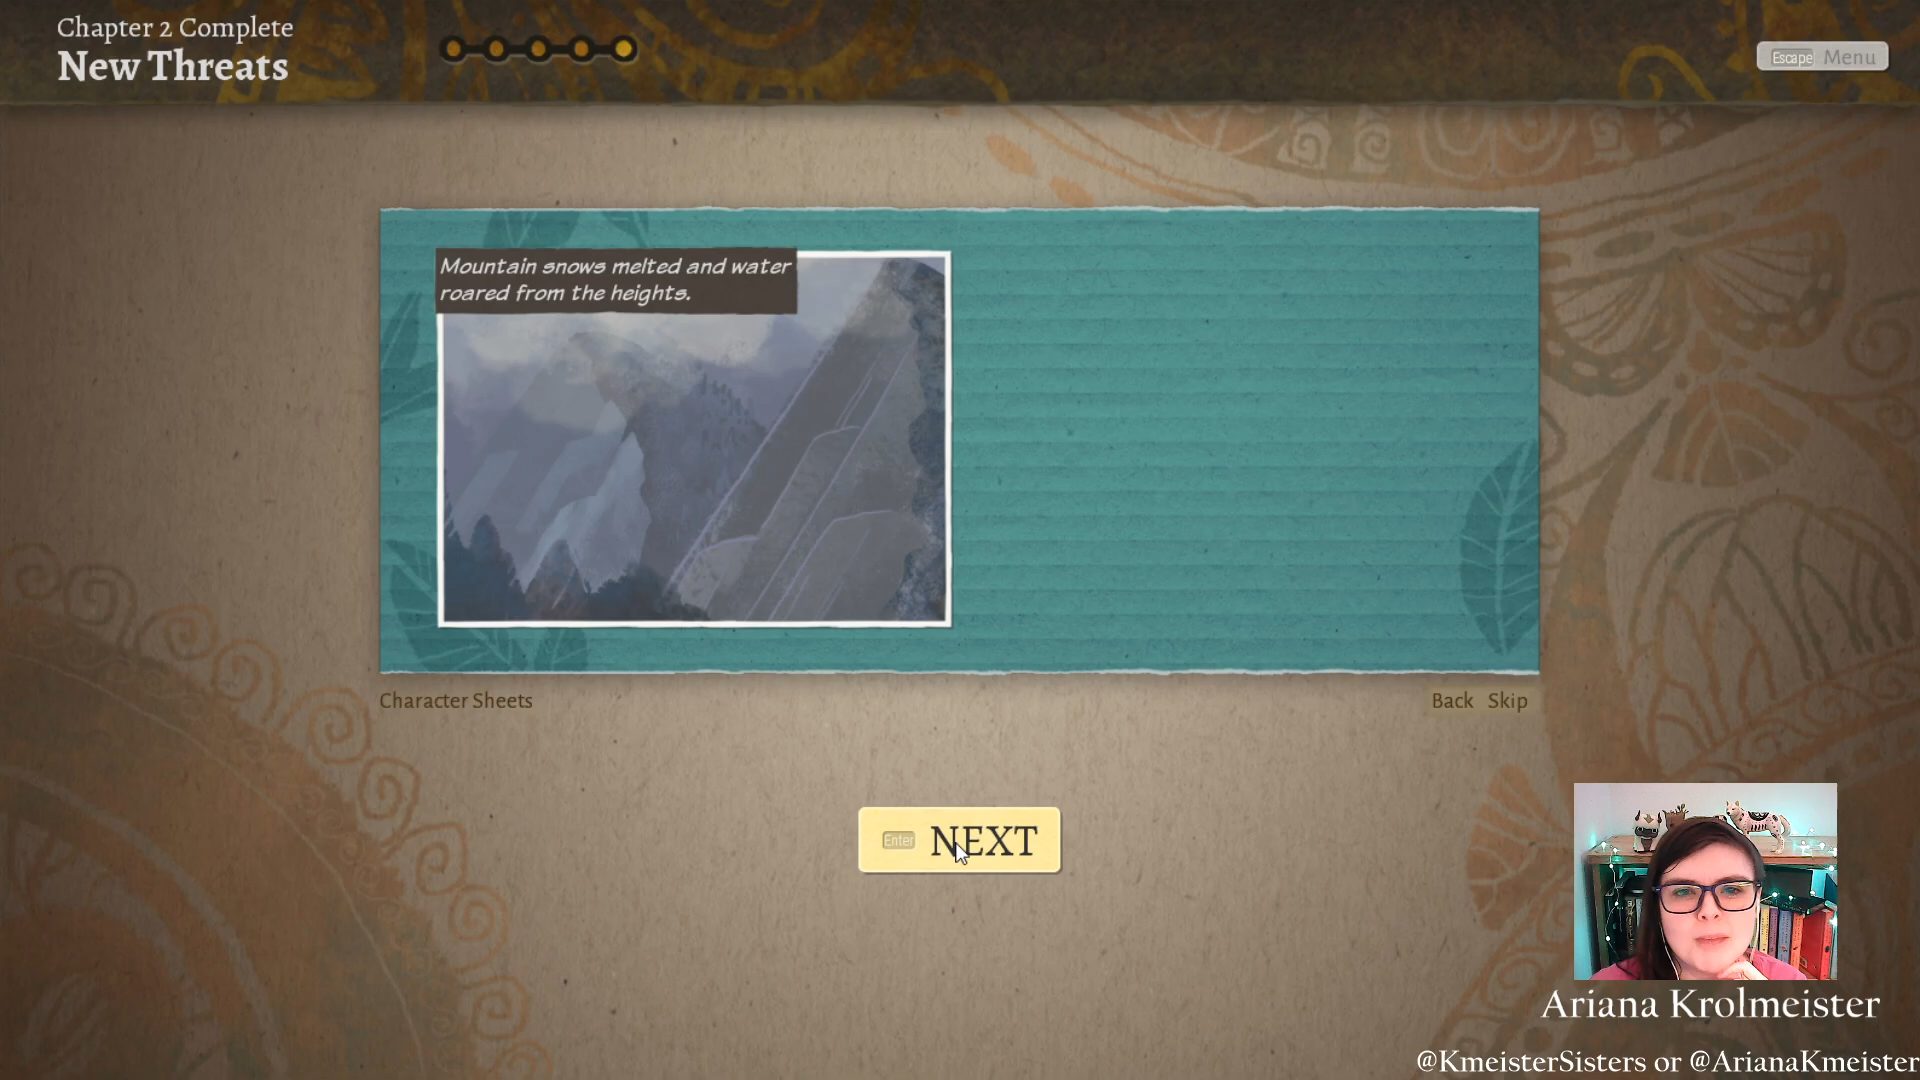 Chapter 2 Complete
New Threats
Escape Menu
Mountain snows melted and water
roared from the heights.
Character Sheets
Back Skip
Enter NEXT
Ariana Krolmeister
@KmeisterSisters or @ArianaKmeister